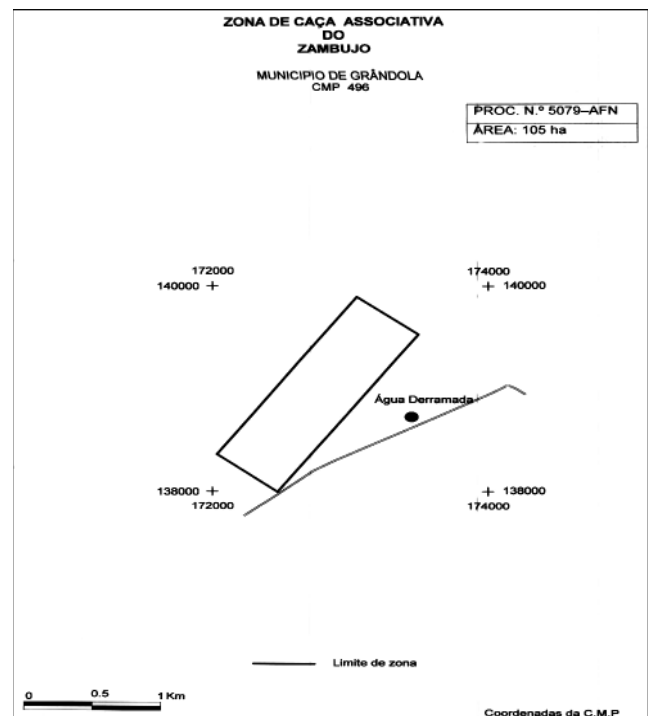 ZONA DE CAÇA ASSOCIATIVA
DO
ZAMBUJO
MUNICIPIO DE GRÂNDOLA
CMP 496
PROC. N.º 5079–AFN
ÁREA: 105 ha
172000
174000
140000
140000
Água Derramada
138000
138000
172000
174000
Limite de zona
0 0.5 1 Km
Coordenadas da C.M.P